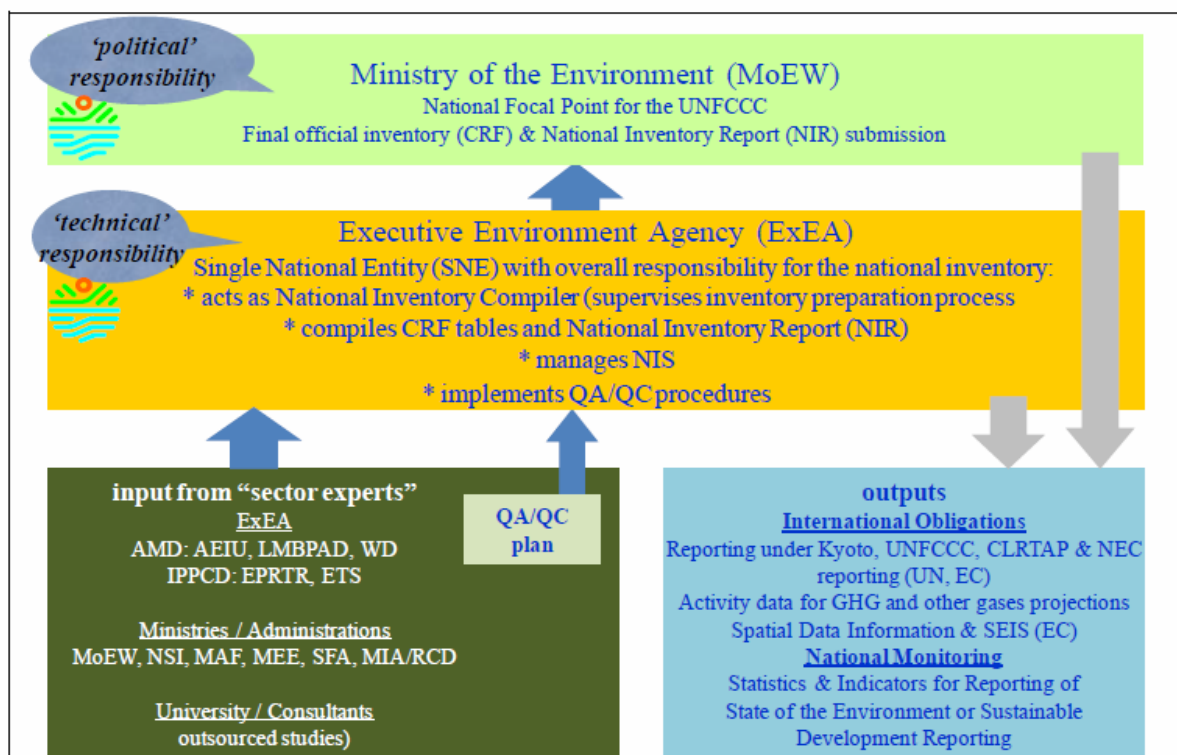 ‘political’
responsibility
Ministry of the Environment (MoEW)
National Focal Point for the UNFCCC
Final official inventory (CRF) & National Inventory Report (NIR) submission
‘technical’
responsibility
Executive Environment Agency (ExEA)
Single National Entity (SNE) with overall responsibility for the national inventory:
* acts as National Inventory Compiler (supervises inventory preparation process
* compiles CRF tables and National Inventory Report (NIR)
* manages NIS
* implements QA/QC procedures
input from “sector experts”
ExEA
AMD: AEIU, LMBPAD, WD
IPPCD: EPRTR, ETS
Ministries / Administrations
MoEW, NSI, MAF, MEE, SFA, MIA/RCD
University / Consultants
outsourced studies)
QA/QC
plan
outputs
International Obligations
Reporting under Kyoto, UNFCCC, CLRTAP & NEC
reporting (UN, EC)
Activity data for GHG and other gases projections
Spatial Data Information & SEIS (EC)
National Monitoring
Statistics & Indicators for Reporting of
State of the Environment or Sustainable
Development Reporting